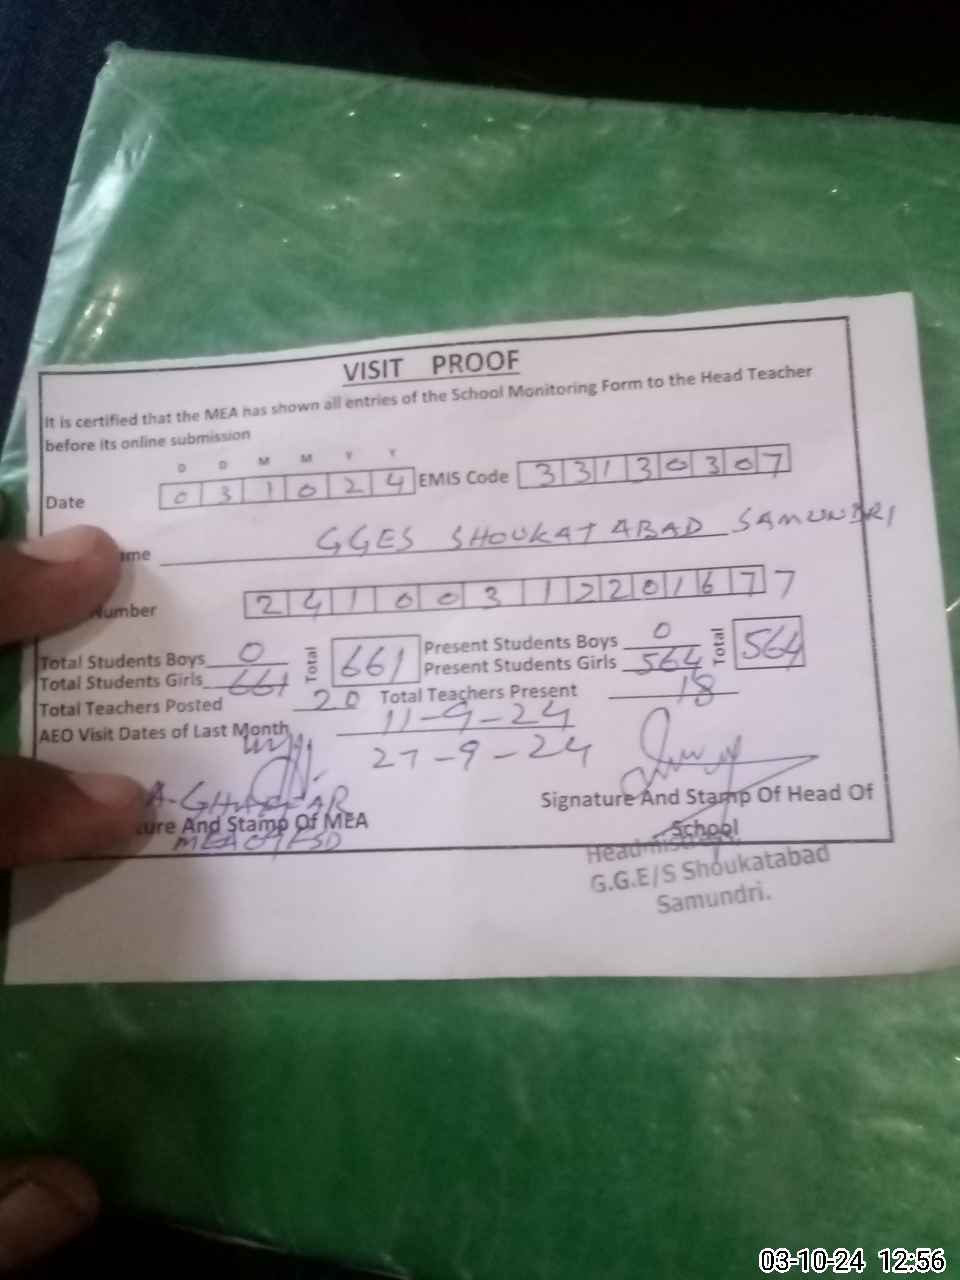 VISIT PROOF
It is certified that the MEA has shown all entries of the School Monitoring Form to the Head Teacher
before its online submission
D D M M Y Y
Date 0 3 1 0 2 4 EMIS Code 3 3 1 3 0 3 0 7
me GGES SHOUKAT ABAD SAMUNDRI
Number 2 4 1 0 0 3 1 2 2 0 1 6 7 7
Total Students Boys 0 Total 661 Present Students Boys 0 Total 564
Total Students Girls 661 Present Students Girls 564
Total Teachers Posted 20 Total Teachers Present 18
AEO Visit Dates of Last Month 11-9-24
27-9-24
A-GHAFFAR
ure And Stamp Of MEA
Signature And Stamp Of Head Of
School
Headmistress
G.G.E/S Shoukatabad
Samundri.
03-10-24 12:56